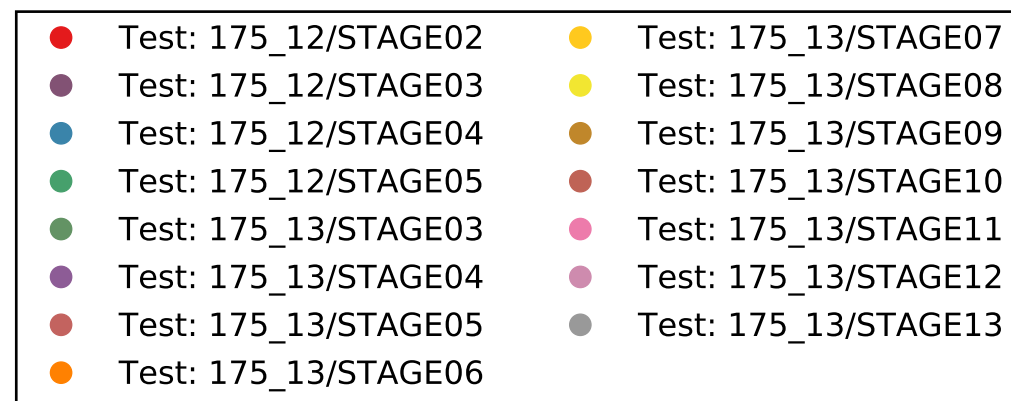 Test: 175_12/STAGE02
Test: 175_12/STAGE03
Test: 175_12/STAGE04
Test: 175_12/STAGE05
Test: 175_13/STAGE03
Test: 175_13/STAGE04
Test: 175_13/STAGE05
Test: 175_13/STAGE06
Test: 175_13/STAGE07
Test: 175_13/STAGE08
Test: 175_13/STAGE09
Test: 175_13/STAGE10
Test: 175_13/STAGE11
Test: 175_13/STAGE12
Test: 175_13/STAGE13